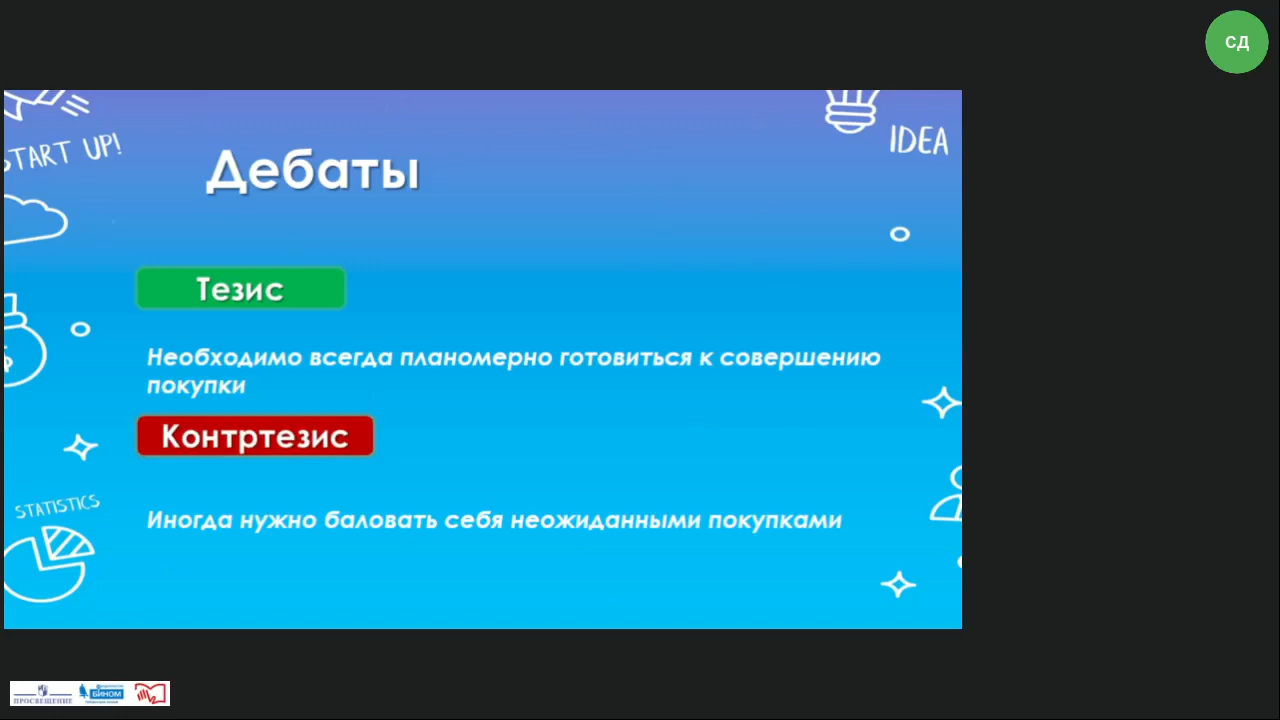 СД
START UP!
IDEA
Дебаты
Тезис
Необходимо всегда планомерно готовиться к совершению
покупки
Контртезис
STATISTICS
Иногда нужно баловать себя неожиданными покупками
ПРОСВЕЩЕНИЕ
БИНОМ